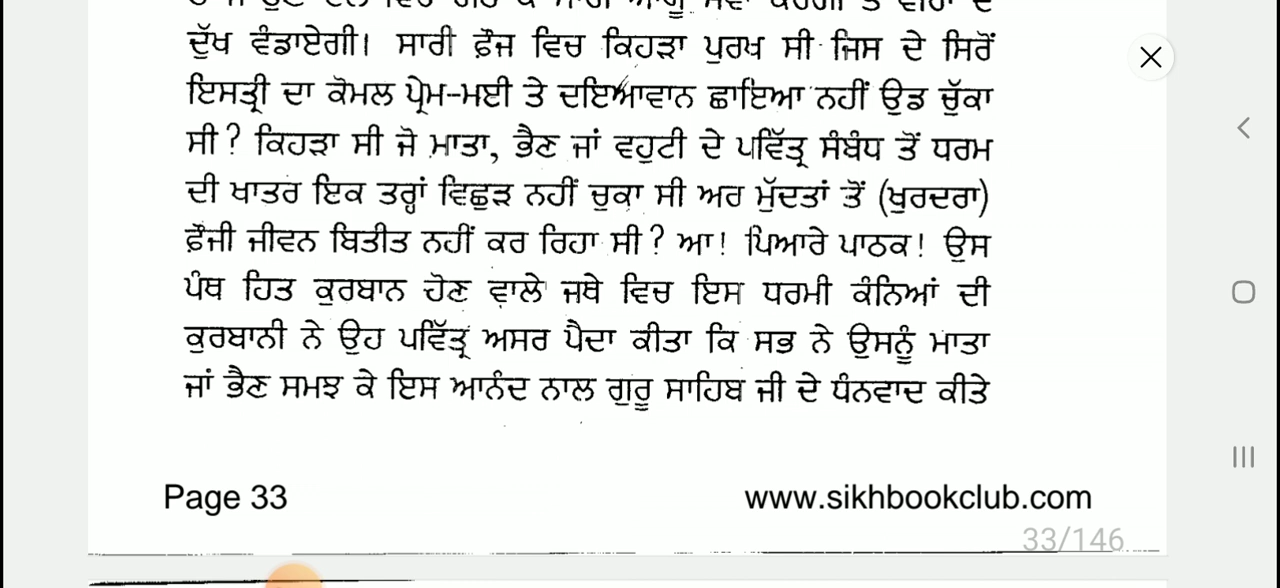 ਦੁੱਖ ਵੰਡਾਏਗੀ। ਸਾਰੀ ਫ਼ੌਜ ਵਿਚ ਕਿਹੜਾ ਪੁਰਖ ਸੀ ਜਿਸ ਦੇ ਸਿਰੋਂ
ਇਸਤ੍ਰੀ ਦਾ ਕੋਮਲ ਪ੍ਰੇਮ-ਮਈ ਤੇ ਦਇਆਵਾਨ ਛਾਇਆ ਨਹੀਂ ਉਡ ਚੁੱਕਾ
ਸੀ? ਕਿਹੜਾ ਸੀ ਜੋ ਮਾਤਾ, ਭੈਣ ਜਾਂ ਵਹੁਟੀ ਦੇ ਪਵਿੱਤ੍ਰ ਸੰਬੰਧ ਤੋਂ ਧਰਮ
ਦੀ ਖਾਤਰ ਇਕ ਤਰ੍ਹਾਂ ਵਿਛੁੜ ਨਹੀਂ ਚੁਕਾ ਸੀ ਅਰ ਮੁੱਦਤਾਂ ਤੋਂ (ਖੁਰਦਰਾ)
ਫ਼ੌਜੀ ਜੀਵਨ ਬਿਤੀਤ ਨਹੀਂ ਕਰ ਰਿਹਾ ਸੀ? ਆ! ਪਿਆਰੇ ਪਾਠਕ! ਉਸ
ਪੰਥ ਹਿਤ ਕੁਰਬਾਨ ਹੋਣ ਵਾਲੇ ਜਥੇ ਵਿਚ ਇਸ ਧਰਮੀ ਕੰਨਿਆਂ ਦੀ
ਕੁਰਬਾਨੀ ਨੇ ਉਹ ਪਵਿੱਤ੍ਰ ਅਸਰ ਪੈਦਾ ਕੀਤਾ ਕਿ ਸਭ ਨੇ ਉਸਨੂੰ ਮਾਤਾ
ਜਾਂ ਭੈਣ ਸਮਝ ਕੇ ਇਸ ਆਨੰਦ ਨਾਲ ਗੁਰੂ ਸਾਹਿਬ ਜੀ ਦੇ ਧੰਨਵਾਦ ਕੀਤੇ
Page 33 www.sikhbookclub.com
33/146